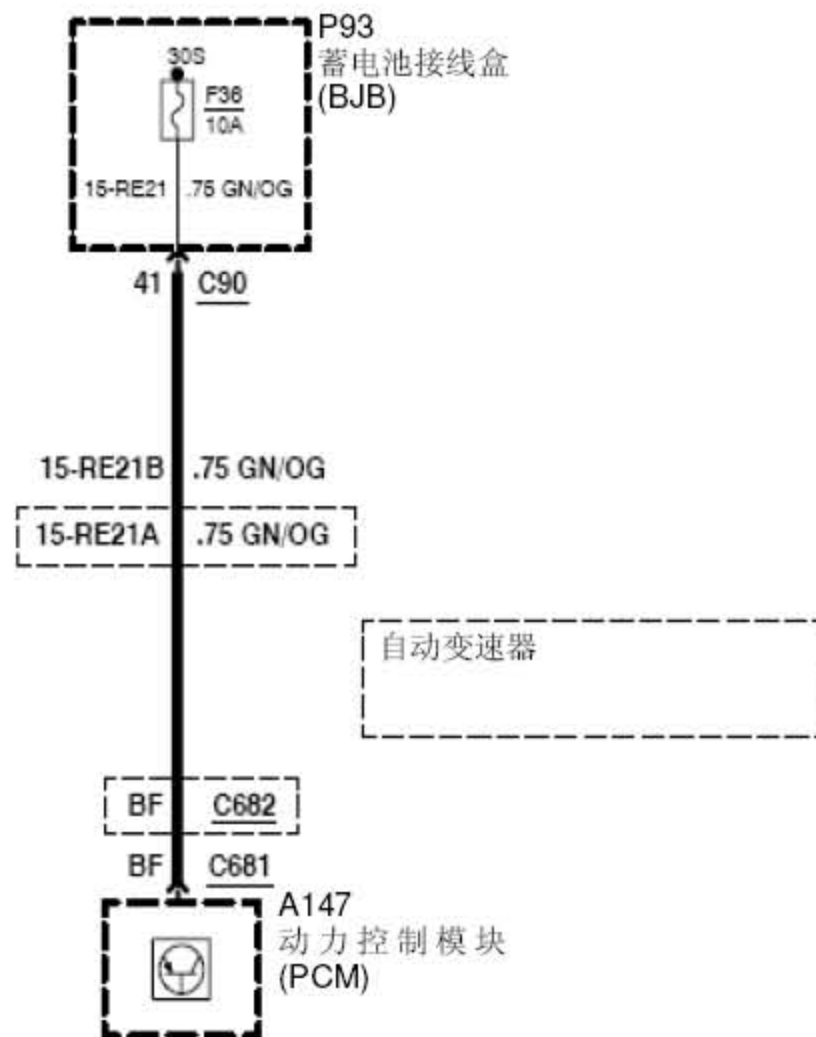 P93
蓄电池接线盒
(BJB)
30S
F36
10A
15-RE21 .75 GN/OG
41 C90
15-RE21B .75 GN/OG
15-RE21A .75 GN/OG
自动变速器
BF C682
BF C681
A147
动力控制模块
(PCM)